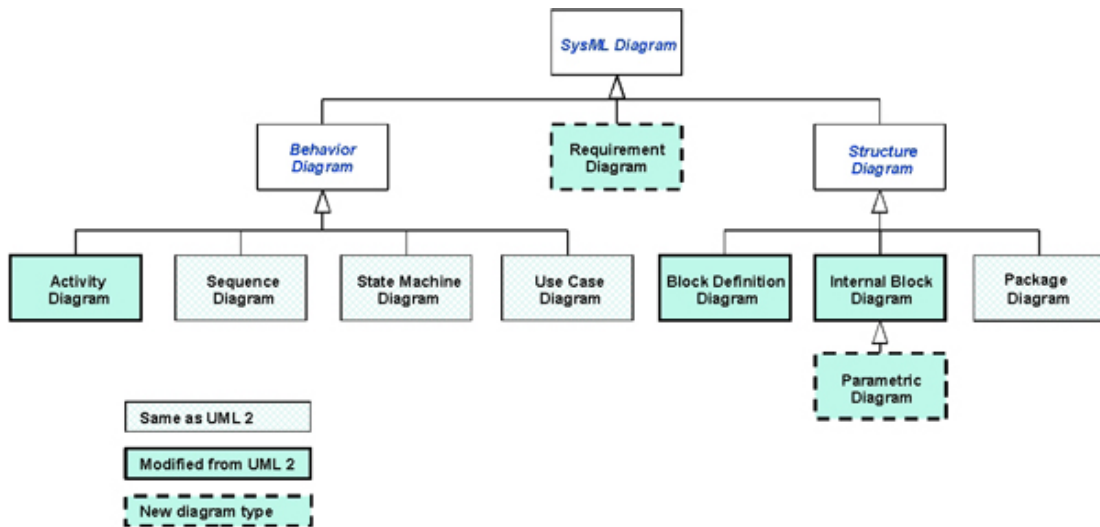 SysML Diagram
Behavior
Diagram
Requirement
Diagram
Structure
Diagram
Activity
Diagram
Sequence
Diagram
State Machine
Diagram
Use Case
Diagram
Block Definition
Diagram
Internal Block
Diagram
Package
Diagram
Parametric
Diagram
Same as UML 2
Modified from UML 2
New diagram type